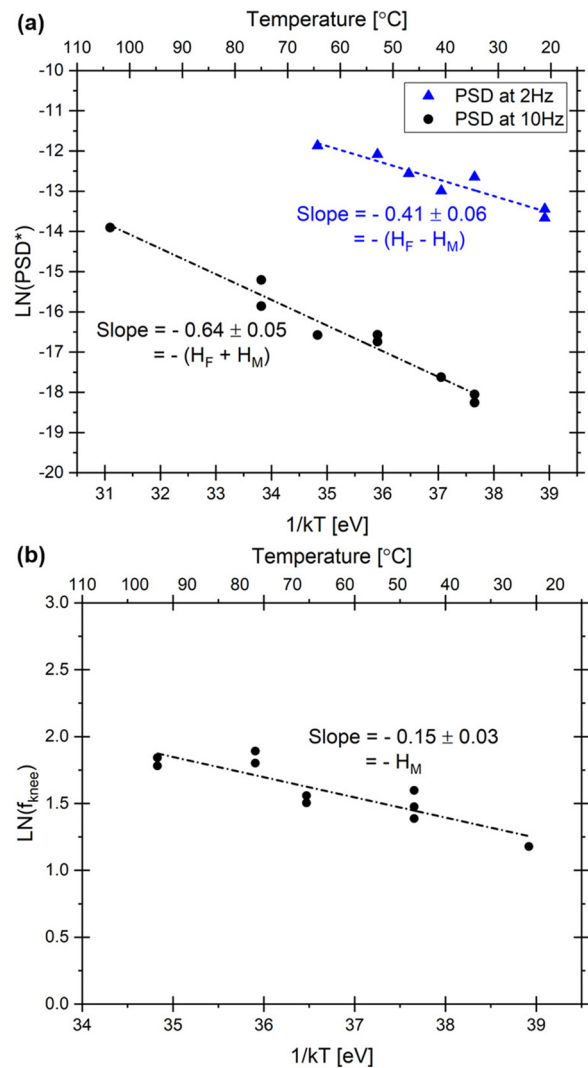 (a)
Temperature [°C]
110 100 90 80 70 60 50 40 30 20
-10
-11
-12
-13
-14
-15
-16
-17
-18
-19
-20
LN(PSD*)
PSD at 2Hz
PSD at 10Hz
Slope = - 0.41 ± 0.06
= - (H_F - H_M)
Slope = - 0.64 ± 0.05
= - (H_F + H_M)
31 32 33 34 35 36 37 38 39
1/kT [eV]
(b)
Temperature [°C]
110 100 90 80 70 60 50 40 30 20
3.0
2.5
2.0
1.5
1.0
0.5
0.0
LN(f_knee)
Slope = - 0.15 ± 0.03
= - H_M
34 35 36 37 38 39
1/kT [eV]